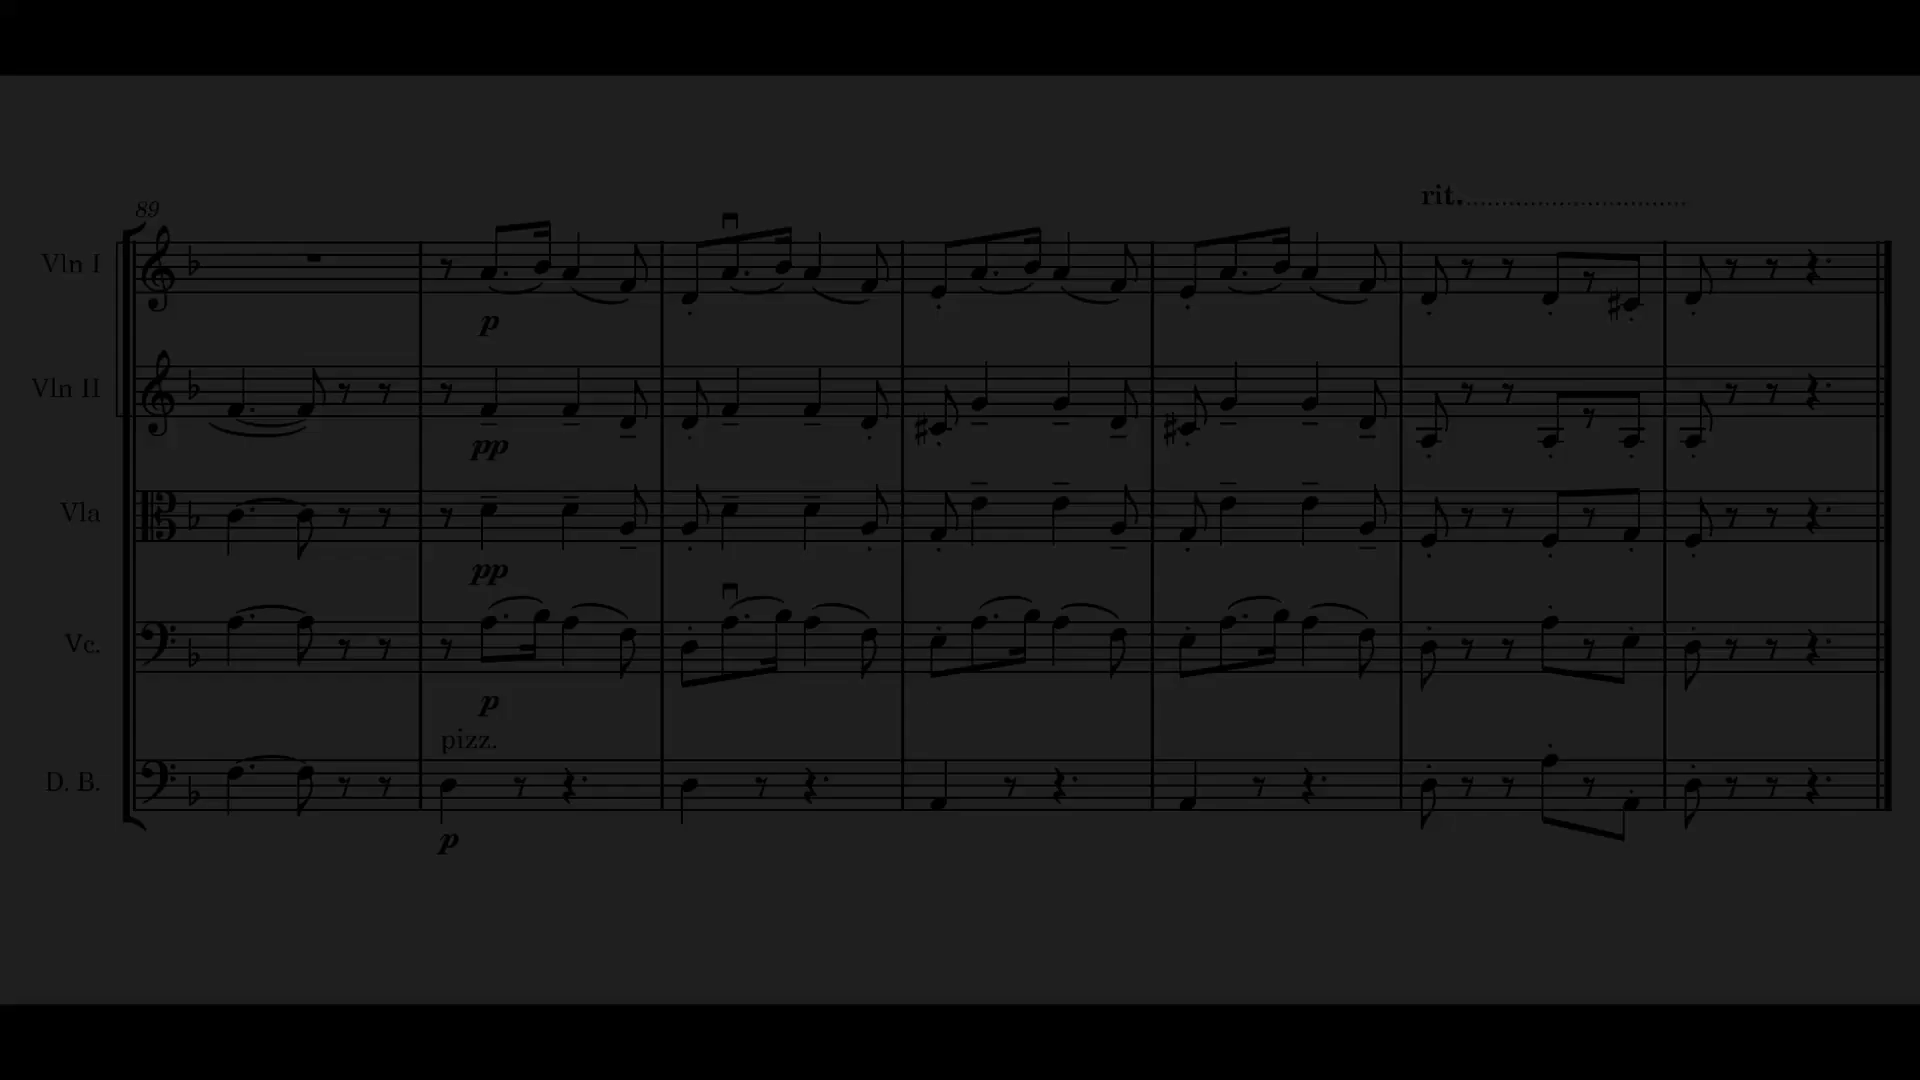 rit.
89
Vln I
p
Vln II
pp
Vla
pp
Vc.
p
pizz.
D. B.
p